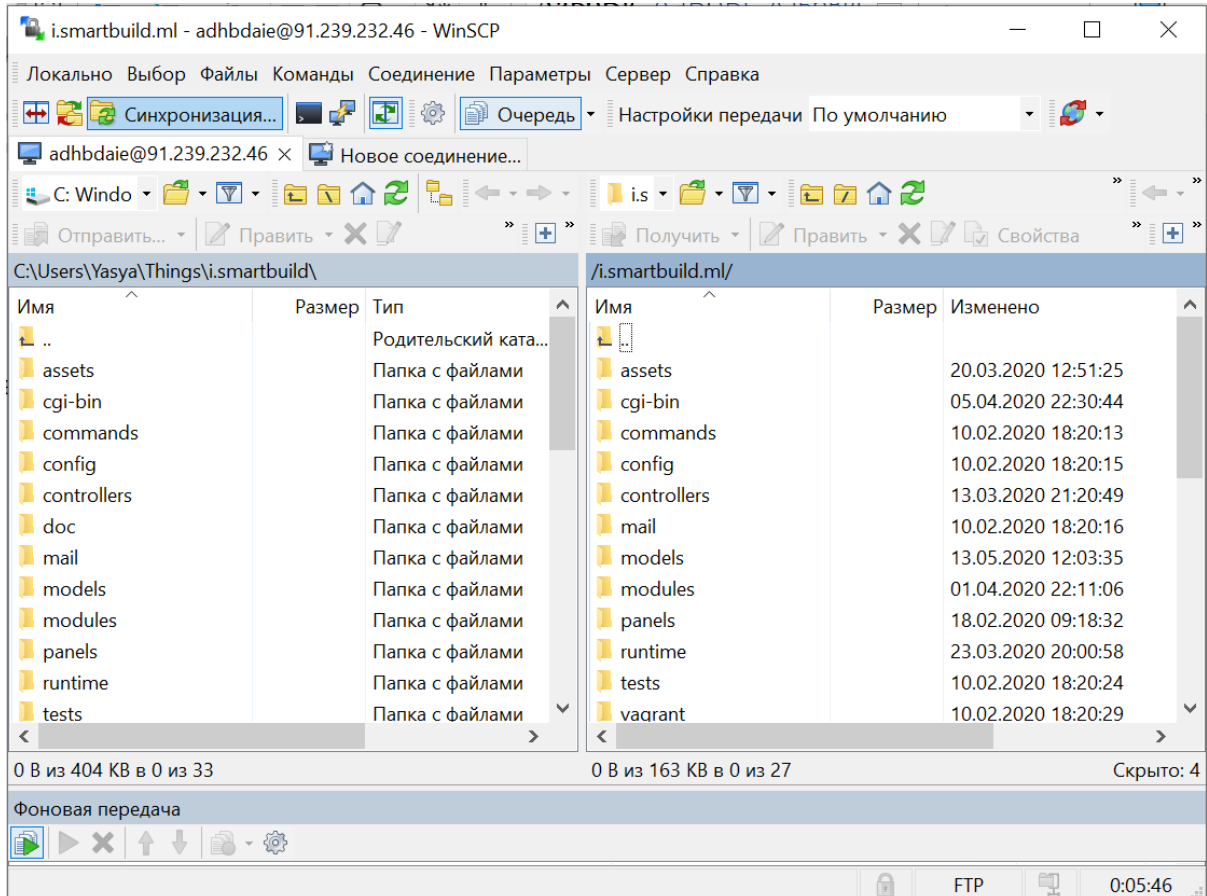 i.smartbuild.ml - adhbdaie@91.239.232.46 - WinSCP
Локально Выбор Файлы Команды Соединение Параметры Сервер Справка
Синхронизация... Очередь Настройки передачи По умолчанию
adhbdaie@91.239.232.46 × Новое соединение...
C: Windo i.s
Отправить... Править Получить Править Свойства
C:\Users\Yasya\Things\i.smartbuild\ /i.smartbuild.ml/
Имя Размер Тип Имя Размер Изменено
.. Родительский ката... ..
assets Папка с файлами assets 20.03.2020 12:51:25
cgi-bin Папка с файлами cgi-bin 05.04.2020 22:30:44
commands Папка с файлами commands 10.02.2020 18:20:13
config Папка с файлами config 10.02.2020 18:20:15
controllers Папка с файлами controllers 13.03.2020 21:20:49
doc Папка с файлами mail 10.02.2020 18:20:16
mail Папка с файлами models 13.05.2020 12:03:35
models Папка с файлами modules 01.04.2020 22:11:06
modules Папка с файлами panels 18.02.2020 09:18:32
panels Папка с файлами runtime 23.03.2020 20:00:58
runtime Папка с файлами tests 10.02.2020 18:20:24
tests Папка с файлами vagrant 10.02.2020 18:20:29
0 B из 404 KB в 0 из 33 0 B из 163 KB в 0 из 27 Скрыто: 4
Фоновая передача
FTP 0:05:46